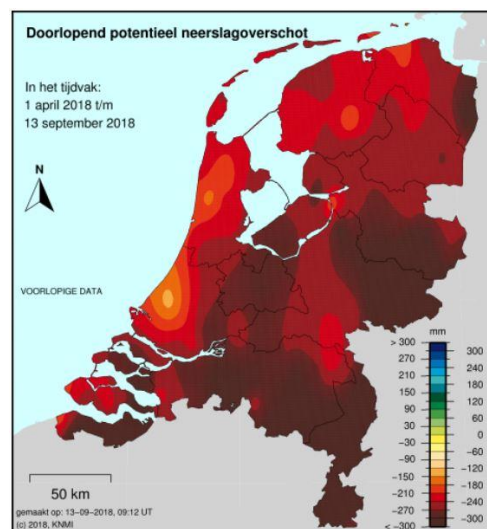 Doorlopend potentieel neerslagoverschot
In het tijdvak:
1 april 2018 t/m
13 september 2018
N
VOORLOPIGE DATA
mm
> 300
300
270
240
210
180
150
120
90
60
30
0
−30
−60
−90
−120
−150
−180
−210
−240
−270
−300
< −300
50 km
gemaakt op: 13−09−2018, 09:12 UT
(c) 2018, KNMI